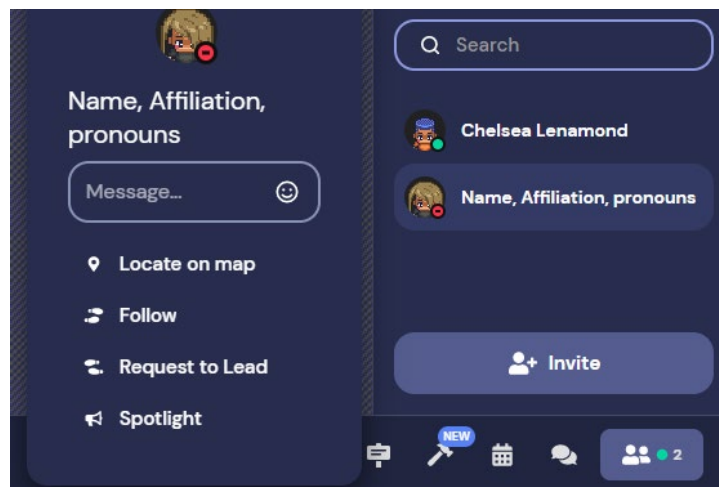 Name, Affiliation,
pronouns
Message...
Locate on map
Follow
Request to Lead
Spotlight
Search
Chelsea Lenamond
Name, Affiliation, pronouns
Invite
NEW
2